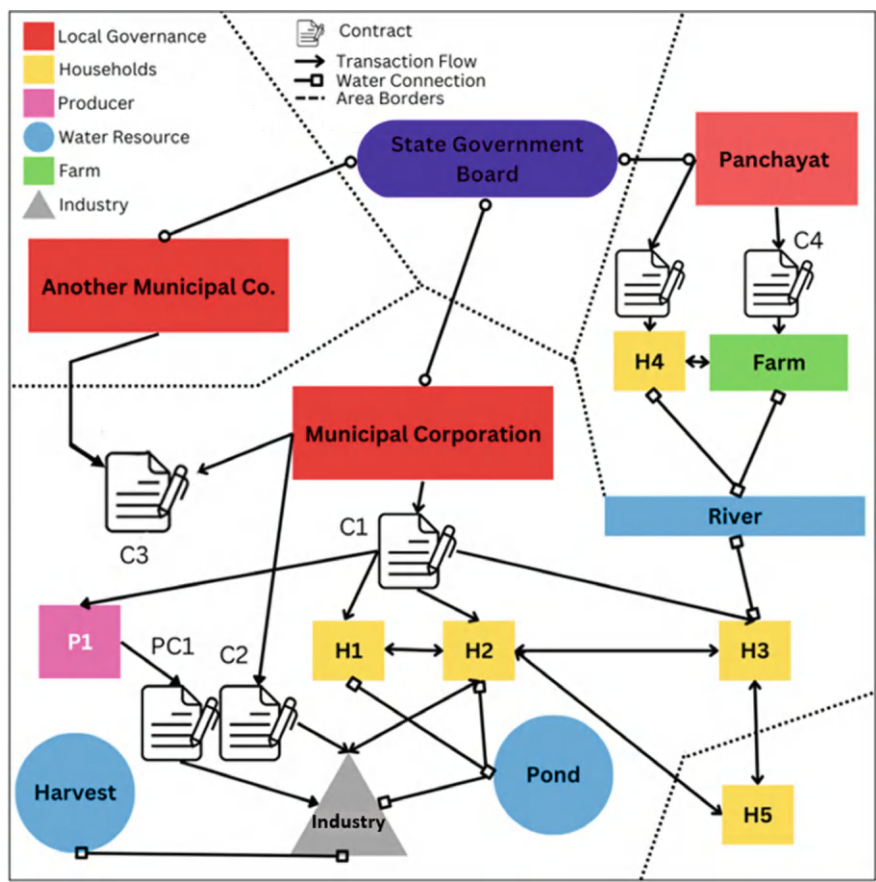 Local Governance
Households
Producer
Water Resource
Farm
Industry
Contract
Transaction Flow
Water Connection
Area Borders
State Government
Board
Panchayat
Another Municipal Co.
C4
H4
Farm
Municipal Corporation
C3
C1
River
P1
PC1
C2
H1
H2
H3
Harvest
Industry
Pond
H5